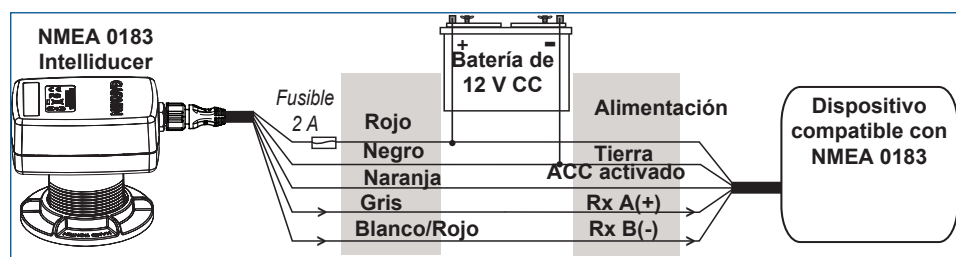 NMEA 0183
Intelliducer
GARMIN
Fusible
2 A
+ -
Batería de
12 V CC
Rojo
Negro
Naranja
Gris
Blanco/Rojo
Alimentación
Tierra
ACC activado
Rx A(+)
Rx B(-)
Dispositivo
compatible con
NMEA 0183